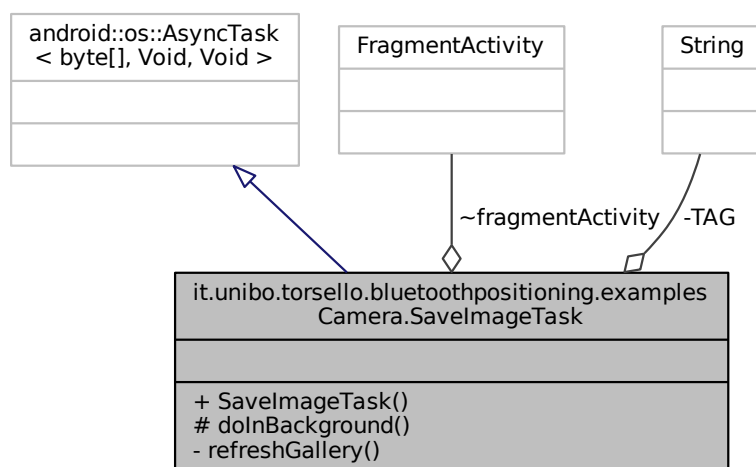 android::os::AsyncTask
< byte[], Void, Void >
FragmentActivity
String
~fragmentActivity
-TAG
it.unibo.torsello.bluetoothpositioning.examples
Camera.SaveImageTask
+ SaveImageTask()
# doInBackground()
- refreshGallery()